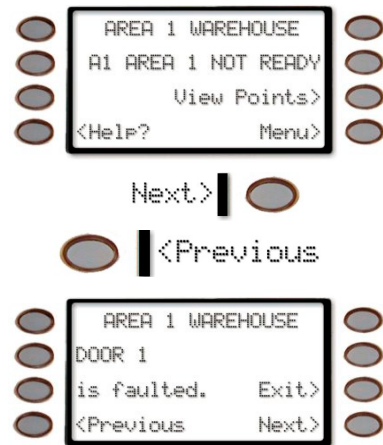 AREA 1 WAREHOUSE
A1 AREA 1 NOT READY
View Points>
<Help? Menu>
Next>
<Previous
AREA 1 WAREHOUSE
DOOR 1
is faulted. Exit>
<Previous Next>